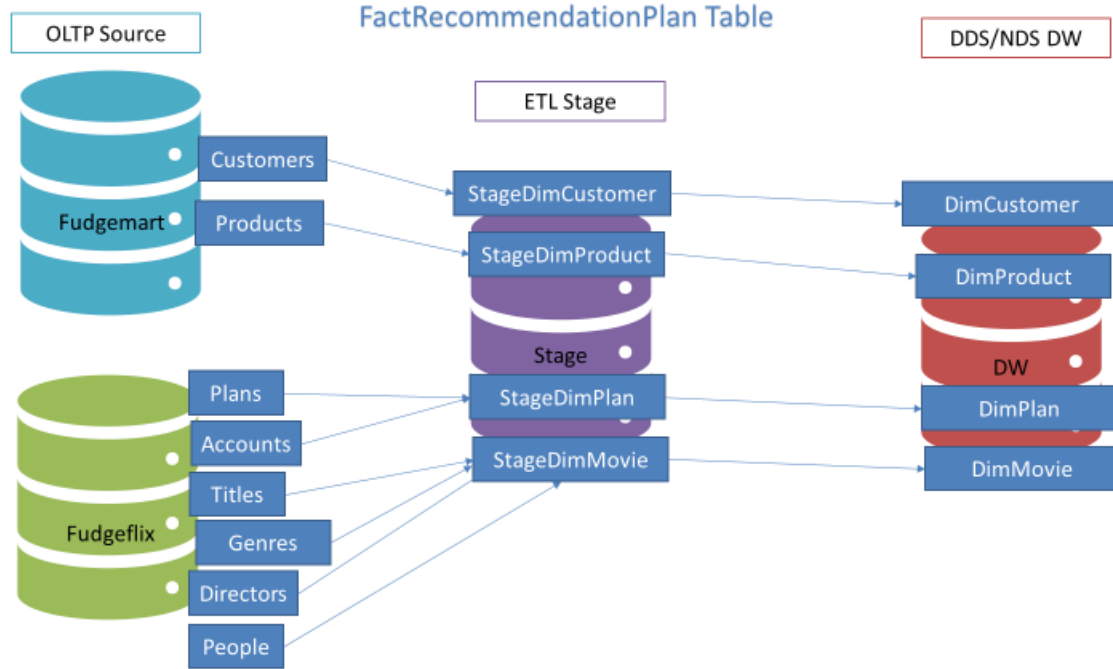 FactRecommendationPlan Table
OLTP Source
DDS/NDS DW
ETL Stage
Customers
StageDimCustomer
DimCustomer
Fudgemart
Products
StageDimProduct
DimProduct
Stage
DW
Plans
StageDimPlan
DimPlan
Accounts
StageDimMovie
DimMovie
Titles
Fudgeflix
Genres
Directors
People